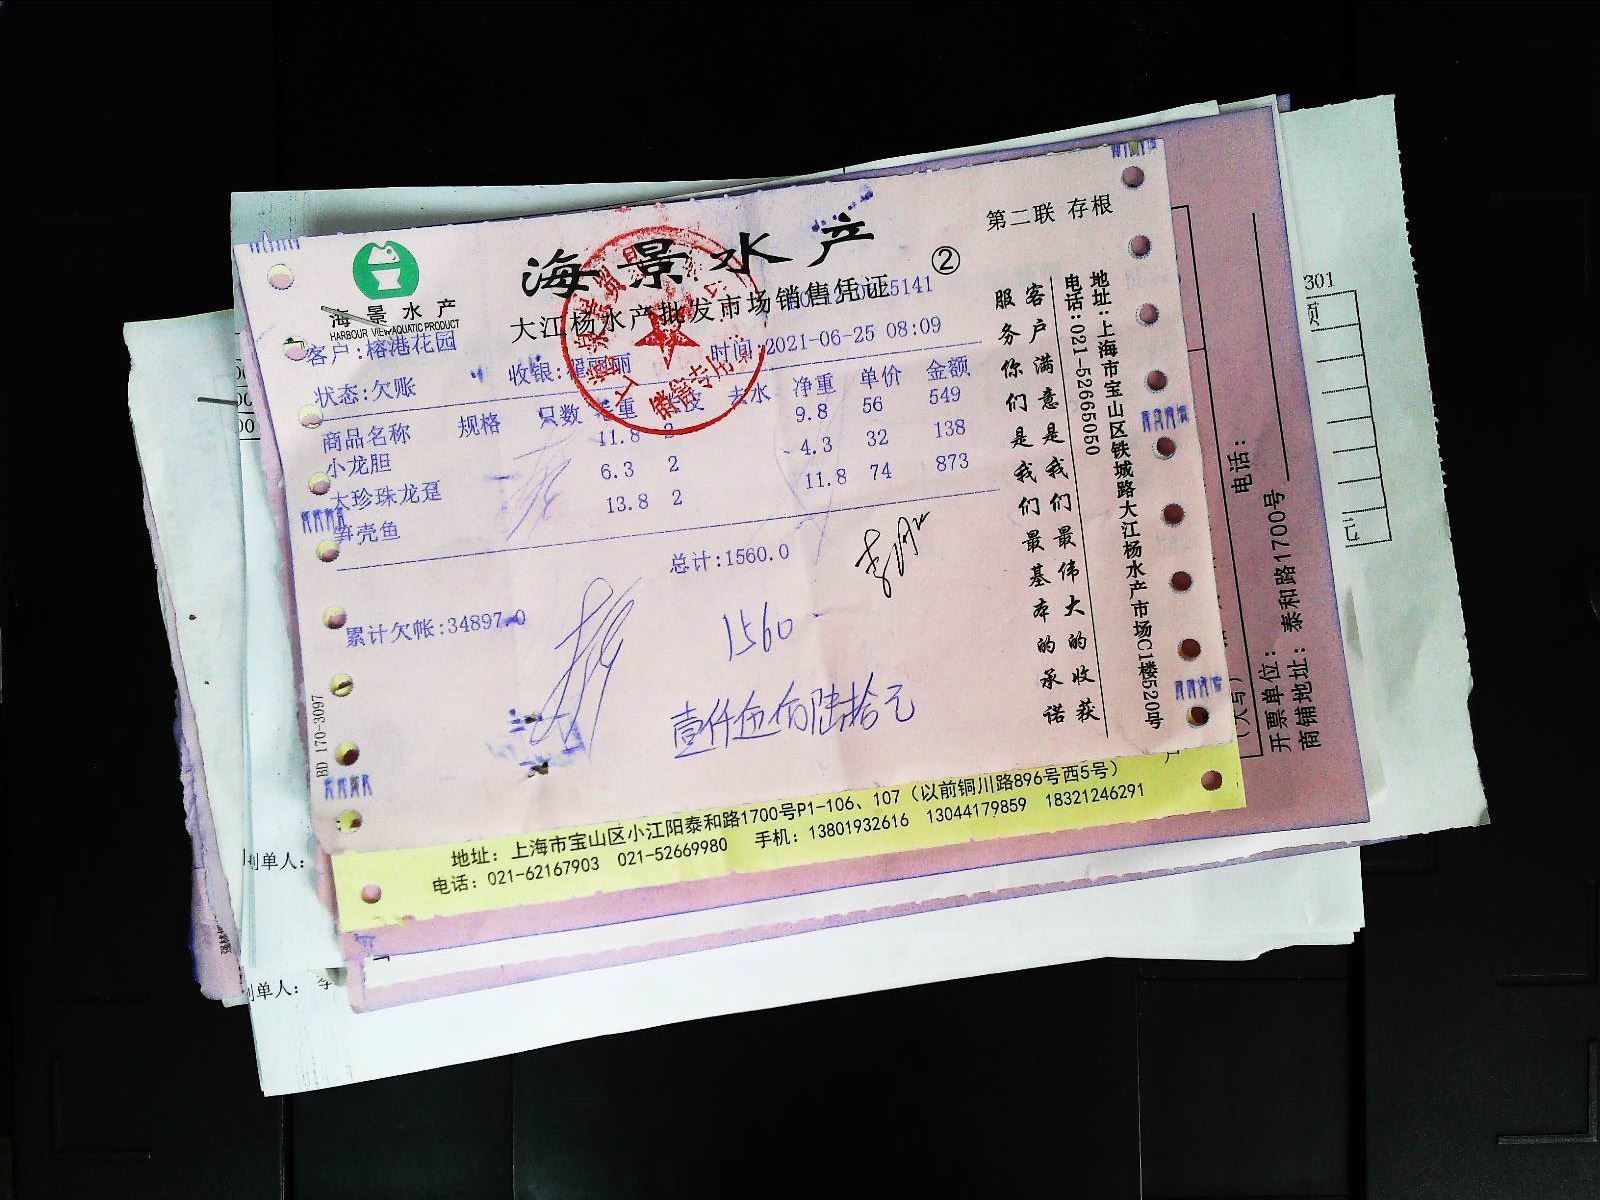 第二联 存根
海景水产
②
海景水产
HARBOUR VIEW AQUATIC PRODUCT
大江杨水产批发市场销售凭证
5141
客户:榕港花园
状态:欠账 收银:翟丽丽 时间:2021-06-25 08:09
商品名称 规格 只数 毛重 去水 净重 单价 金额
小龙胆 11.8 2 9.8 56 549
大珍珠龙趸 6.3 2 4.3 32 138
笋壳鱼 13.8 2 11.8 74 873
总计:1560.0
累计欠帐:34897.0
1560
壹仟伍佰陆拾元
BD 170-3097
客户满意是我们最伟大的收获
服务你们是我们最基本的承诺
地址:上海市宝山区铁城路大江杨水产市场C1楼520号
电话:021-52665050
地址：上海市宝山区小江阳泰和路1700号P1-106、107（以前铜川路896号西5号）
电话：021-62167903 021-52669980 手机：13801932616 13044179859 18321246291
电话：
(大写)
开票单位：
商铺地址：泰和路1700号
301
元
制单人：
制单人： 李